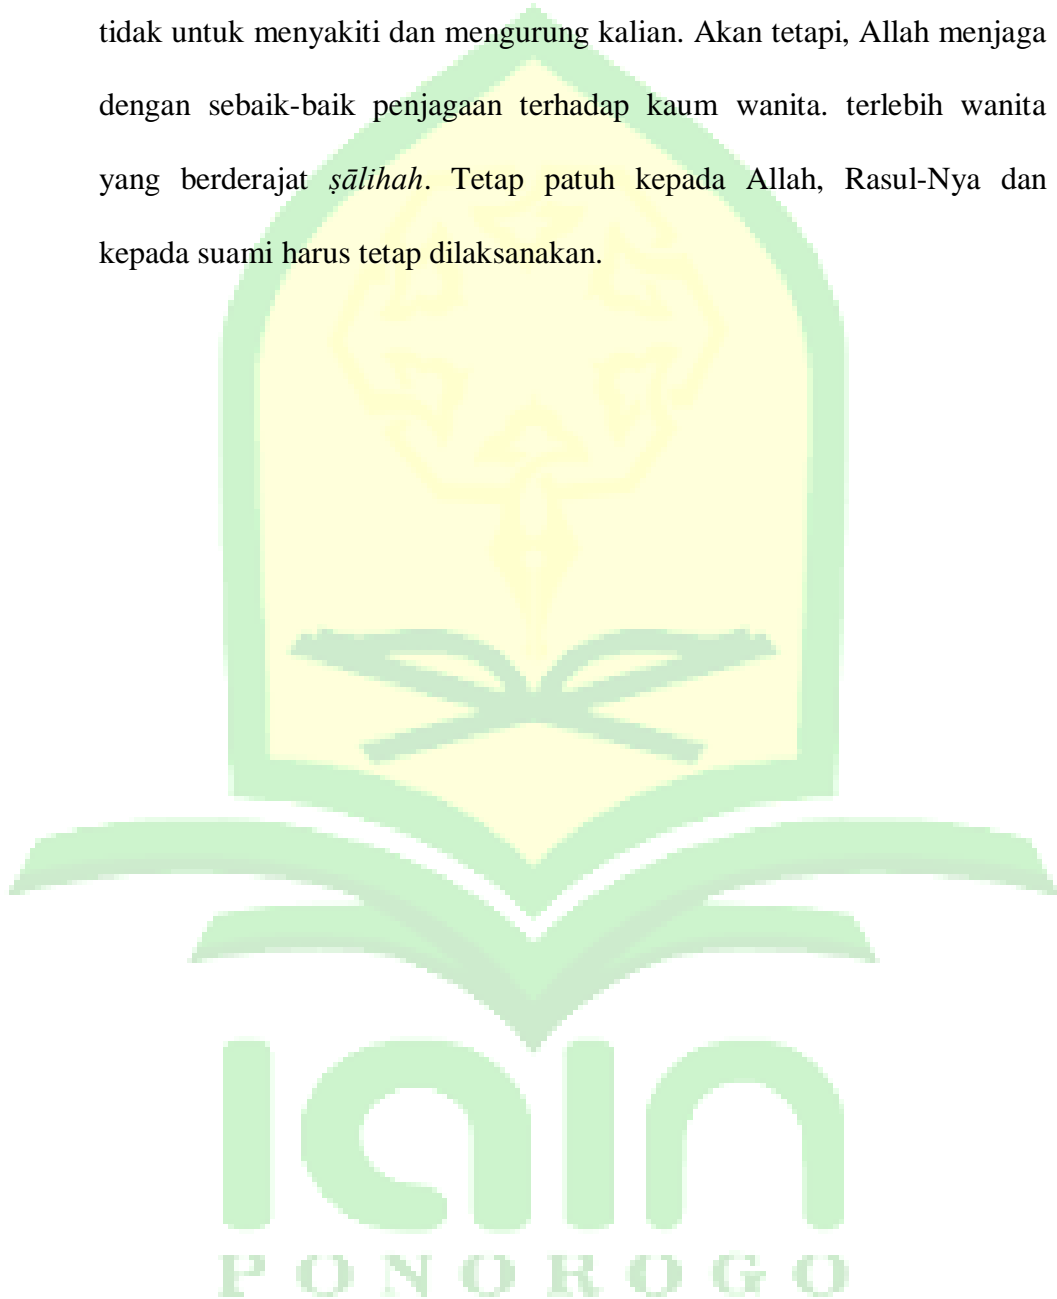 tidak untuk menyakiti dan mengurung kalian. Akan tetapi, Allah menjaga
dengan sebaik-baik penjagaan terhadap kaum wanita. terlebih wanita
yang berderajat ṣālihah. Tetap patuh kepada Allah, Rasul-Nya dan
kepada suami harus tetap dilaksanakan.
iain
PONOROGO